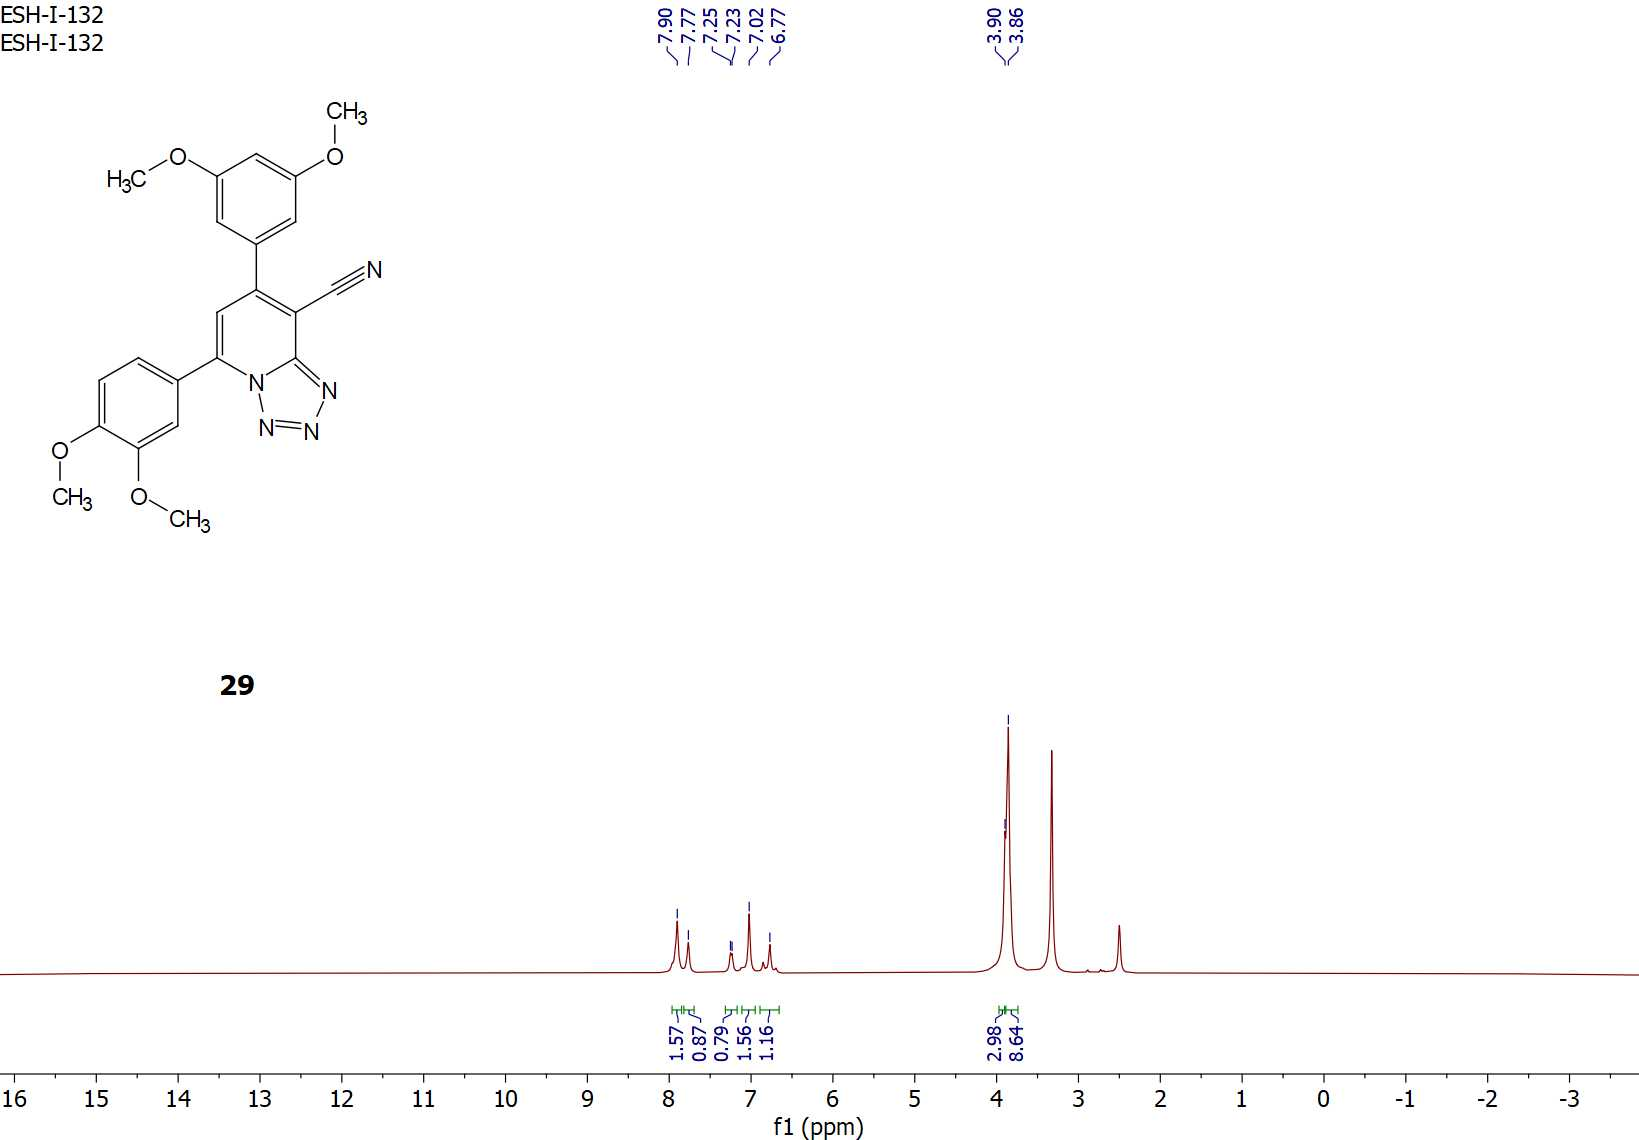 ESH-I-132
ESH-I-132
7.90
7.77
7.25
7.23
7.02
6.77
3.90
3.86
CH3
O
O
H3C
N
N
N
N
N
O
CH3
O
CH3
29
1.57
0.87
0.79
1.56
1.16
2.98
8.64
16 15 14 13 12 11 10 9 8 7 6 5 4 3 2 1 0 -1 -2 -3
f1 (ppm)